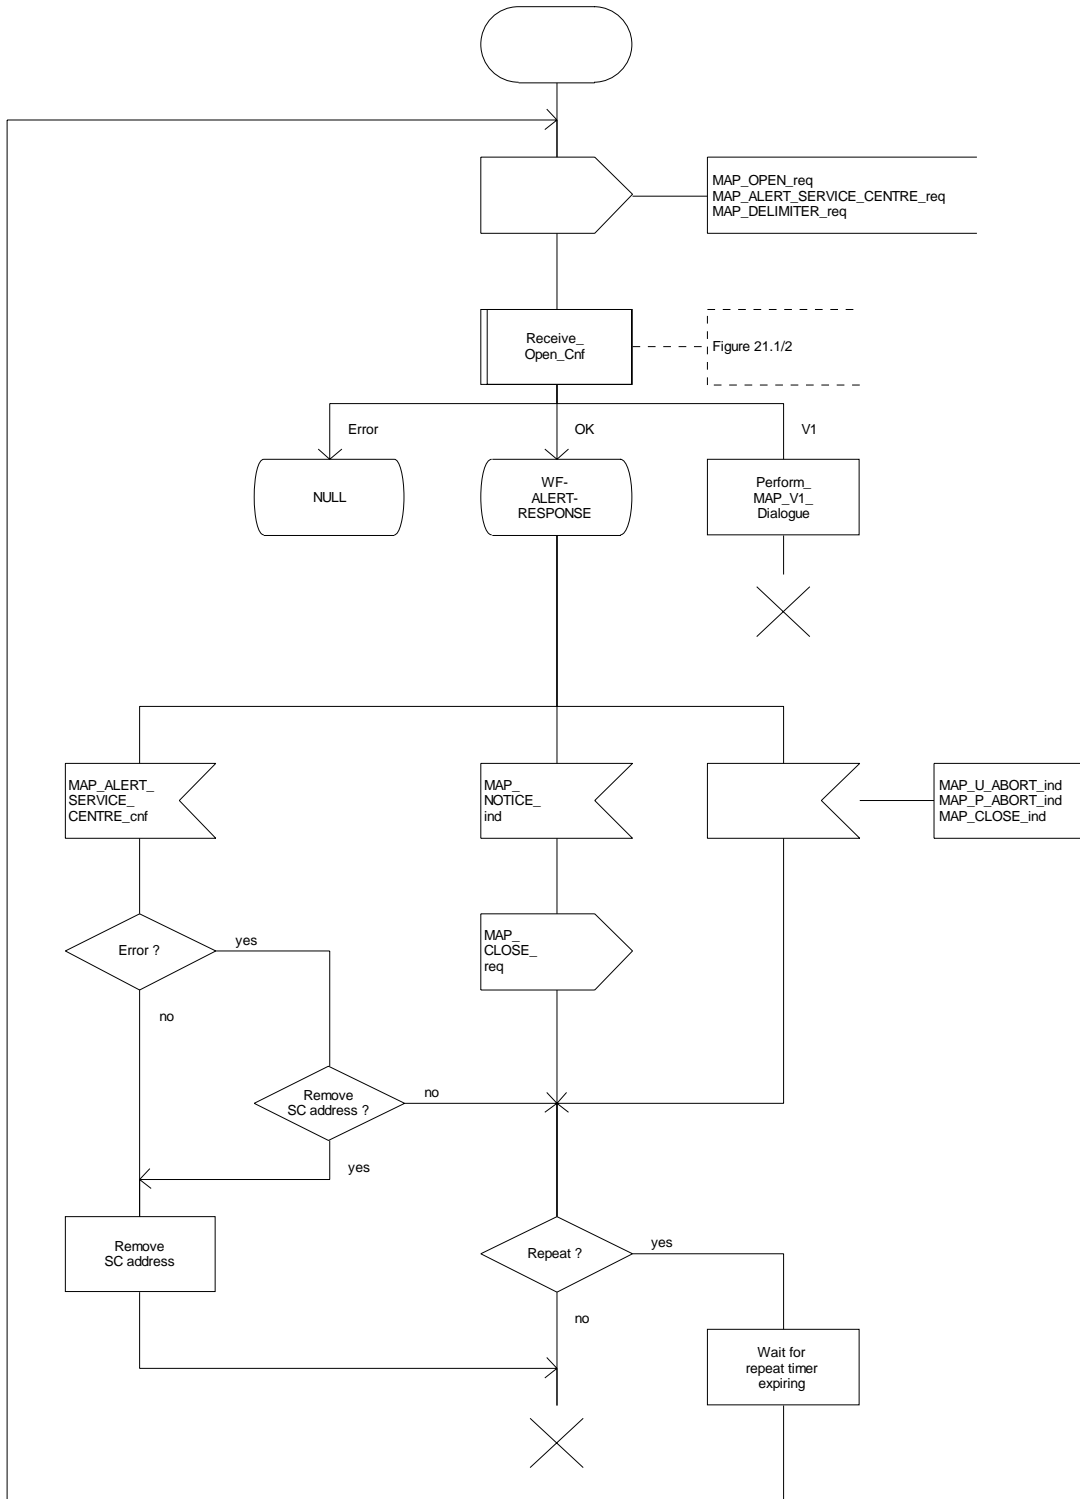 MAP_OPEN_req
MAP_ALERT_SERVICE_CENTRE_req
MAP_DELIMITER_req
Receive_
Open_Cnf
Figure 21.1/2
Error
OK
V1
NULL
WF-
ALERT-
RESPONSE
Perform_
MAP_V1_
Dialogue
MAP_ALERT_
SERVICE_
CENTRE_cnf
MAP_
NOTICE_
ind
MAP_U_ABORT_ind
MAP_P_ABORT_ind
MAP_CLOSE_ind
Error ?
yes
no
MAP_
CLOSE_
req
Remove
SC address ?
no
yes
Remove
SC address
Repeat ?
yes
no
Wait for
repeat timer
expiring